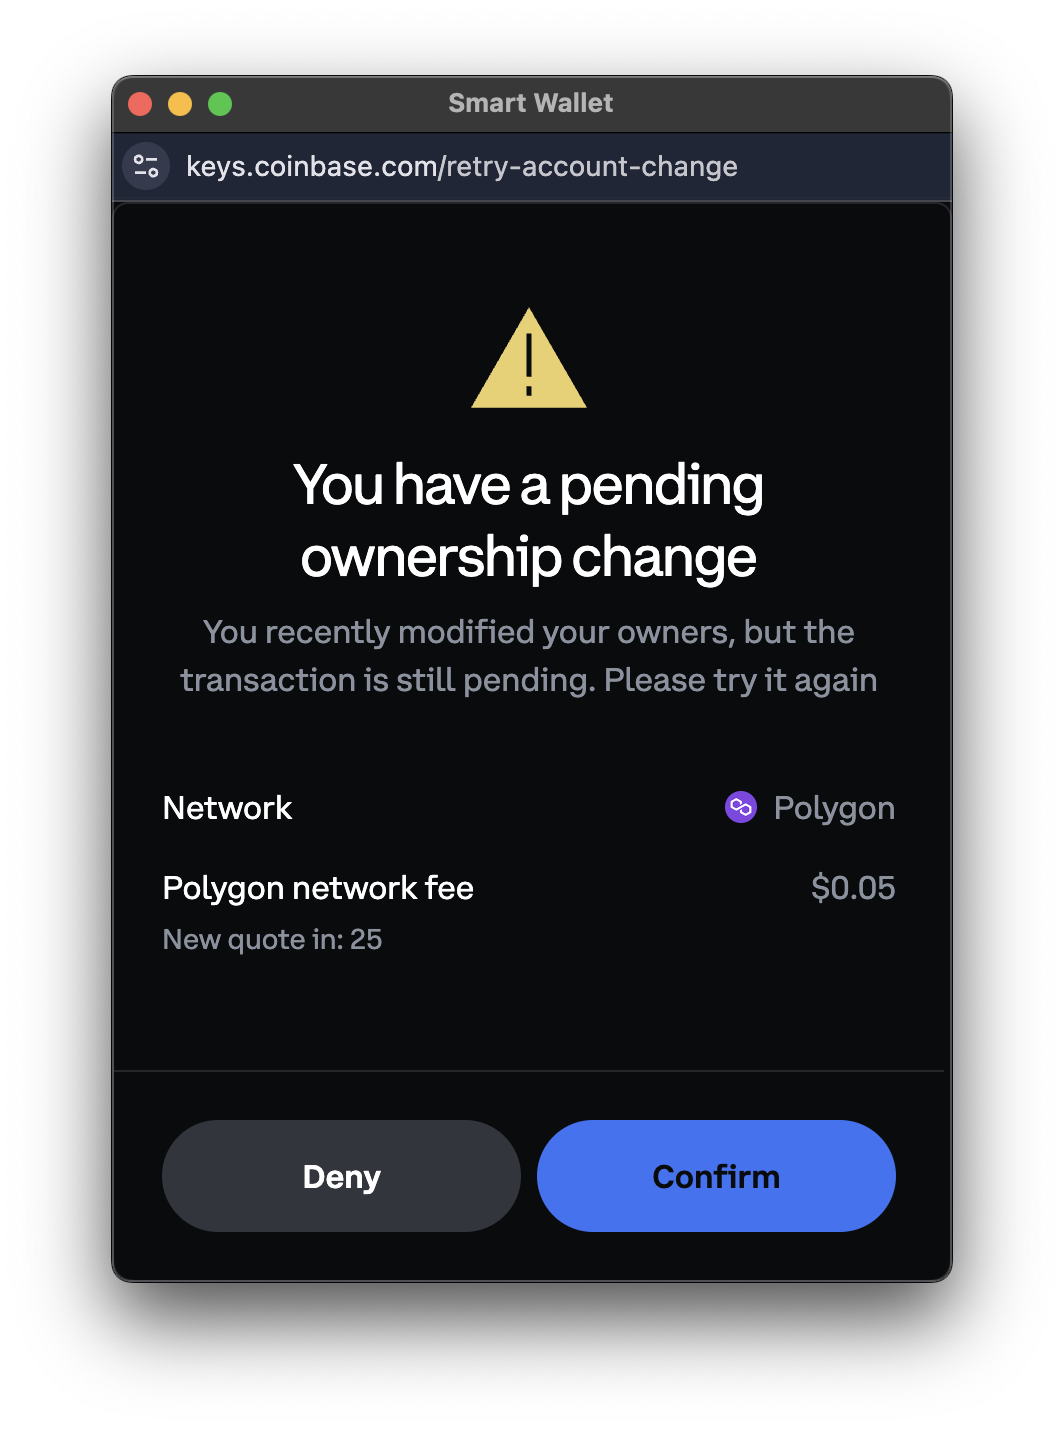 Smart Wallet
keys.coinbase.com/retry-account-change
You have a pending
ownership change
You recently modified your owners, but the
transaction is still pending. Please try it again
Network
Polygon
Polygon network fee
$0.05
New quote in: 25
Deny
Confirm